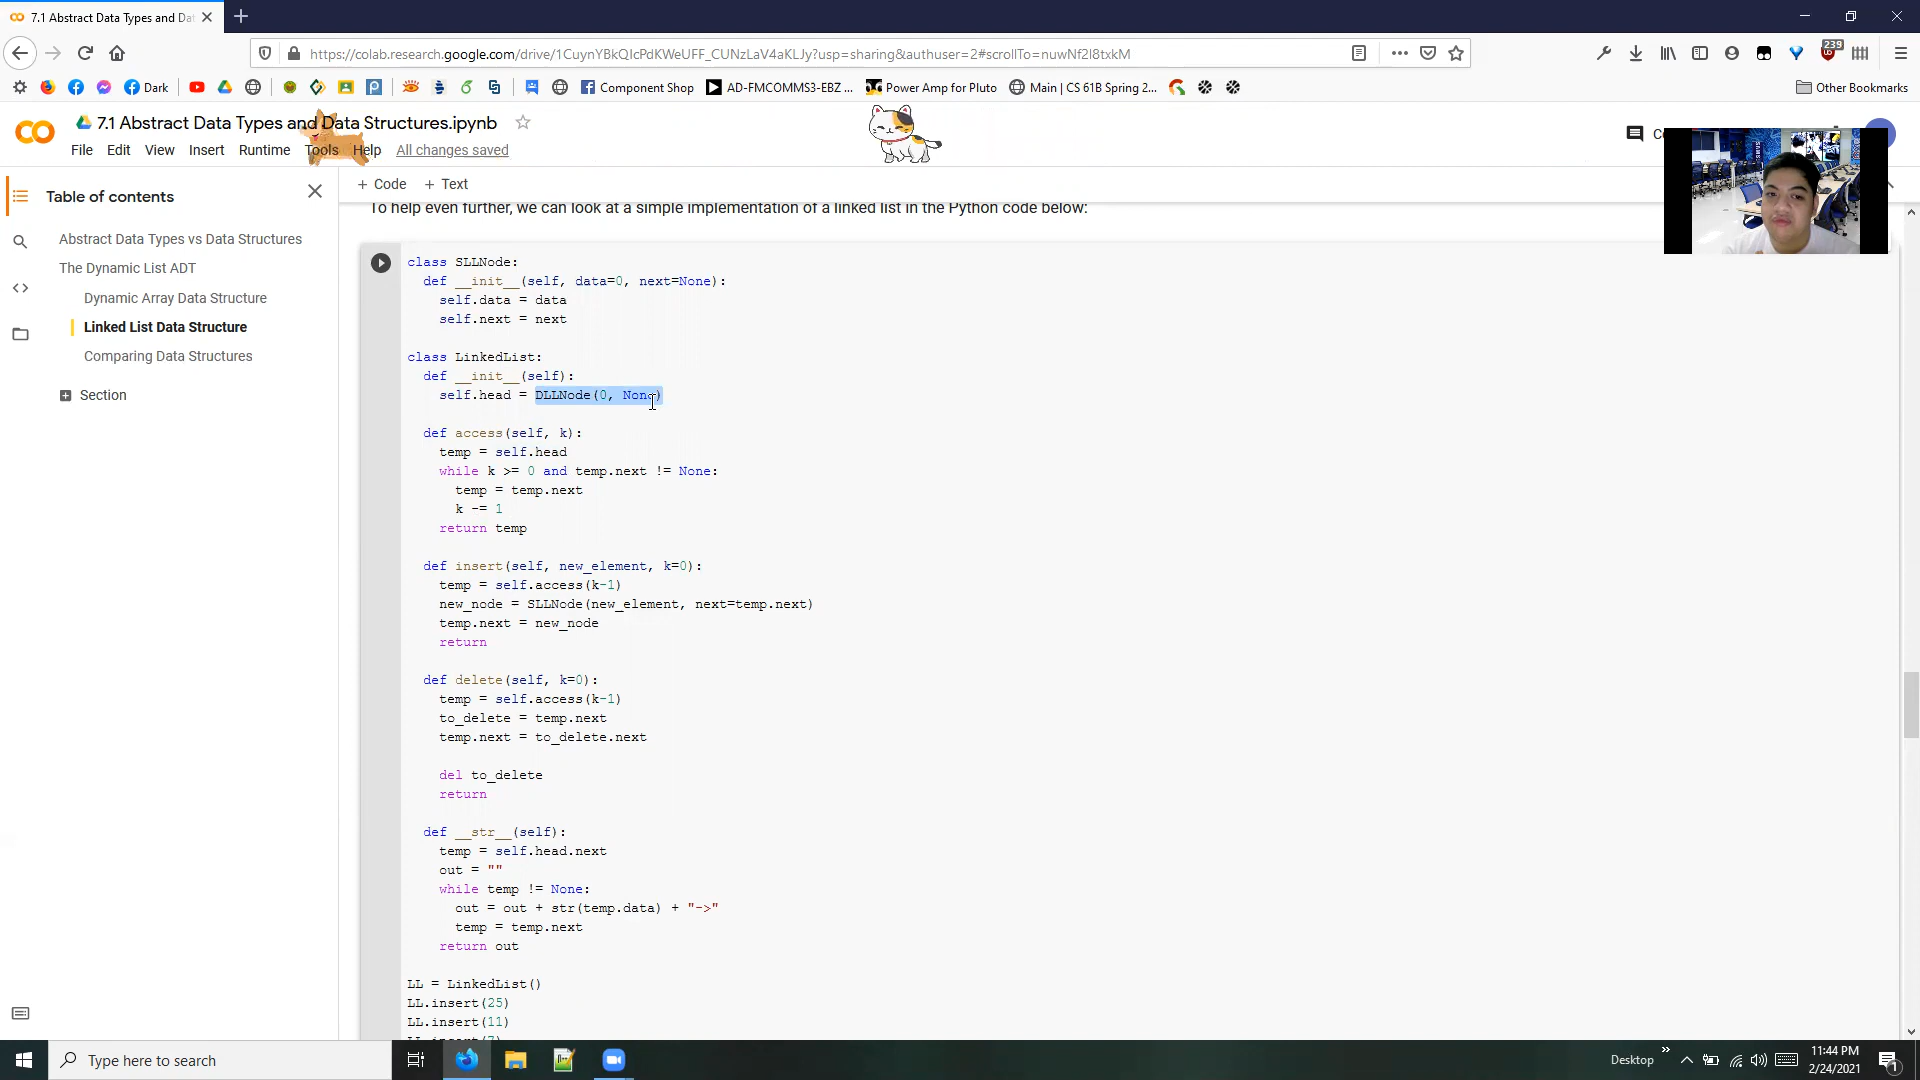 7.1 Abstract Data Types and Dat
https://colab.research.google.com/drive/1CuynYBkQIcPdKWeUFF_CUNzLaV4aKLJy?usp=sharing&authuser=2#scrollTo=nuwNf2l8txkM
239
Dark
Component Shop
AD-FMCOMMS3-EBZ ...
Power Amp for Pluto
Main | CS 61B Spring 2...
Other Bookmarks
7.1 Abstract Data Types and Data Structures.ipynb
File Edit View Insert Runtime Tools Help All changes saved
+ Code + Text
Table of contents
Abstract Data Types vs Data Structures
The Dynamic List ADT
Dynamic Array Data Structure
Linked List Data Structure
Comparing Data Structures
Section
To help even further, we can look at a simple implementation of a linked list in the Python code below:
class SLLNode:
def __init__(self, data=0, next=None):
self.data = data
self.next = next
class LinkedList:
def __init__(self):
self.head = DLLNode(0, None)
def access(self, k):
temp = self.head
while k >= 0 and temp.next != None:
temp = temp.next
k -= 1
return temp
def insert(self, new_element, k=0):
temp = self.access(k-1)
new_node = SLLNode(new_element, next=temp.next)
temp.next = new_node
return
def delete(self, k=0):
temp = self.access(k-1)
to_delete = temp.next
temp.next = to_delete.next
del to_delete
return
def __str__(self):
temp = self.head.next
out = ""
while temp != None:
out = out + str(temp.data) + "->"
temp = temp.next
return out
LL = LinkedList()
LL.insert(25)
LL.insert(11)
Type here to search
Desktop
11:44 PM
2/24/2021
1